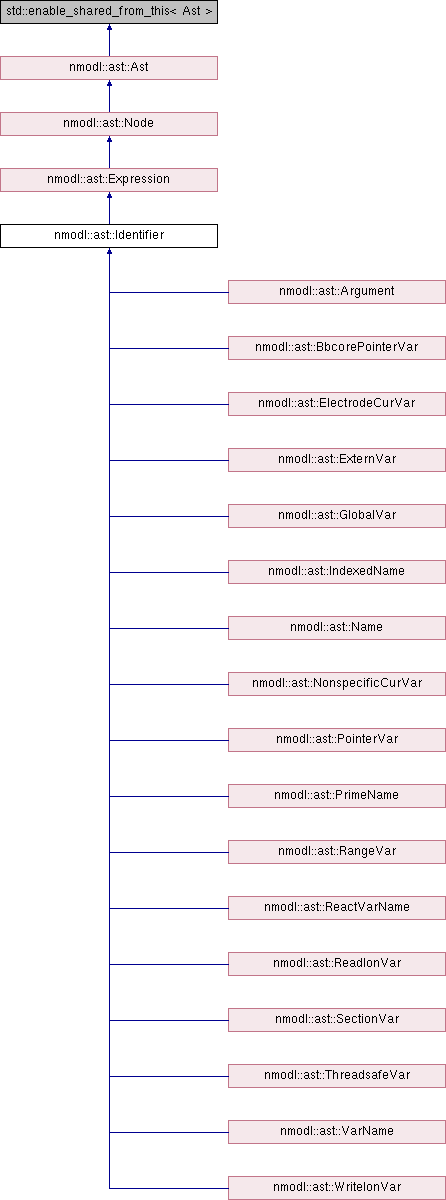 std::enable_shared_from_this< Ast >
nmodl::ast::Ast
nmodl::ast::Node
nmodl::ast::Expression
nmodl::ast::Identifier
nmodl::ast::Argument
nmodl::ast::BbcorePointerVar
nmodl::ast::ElectrodeCurVar
nmodl::ast::ExternVar
nmodl::ast::GlobalVar
nmodl::ast::IndexedName
nmodl::ast::Name
nmodl::ast::NonspecificCurVar
nmodl::ast::PointerVar
nmodl::ast::PrimeName
nmodl::ast::RangeVar
nmodl::ast::ReactVarName
nmodl::ast::ReadIonVar
nmodl::ast::SectionVar
nmodl::ast::ThreadsafeVar
nmodl::ast::VarName
nmodl::ast::WriteIonVar